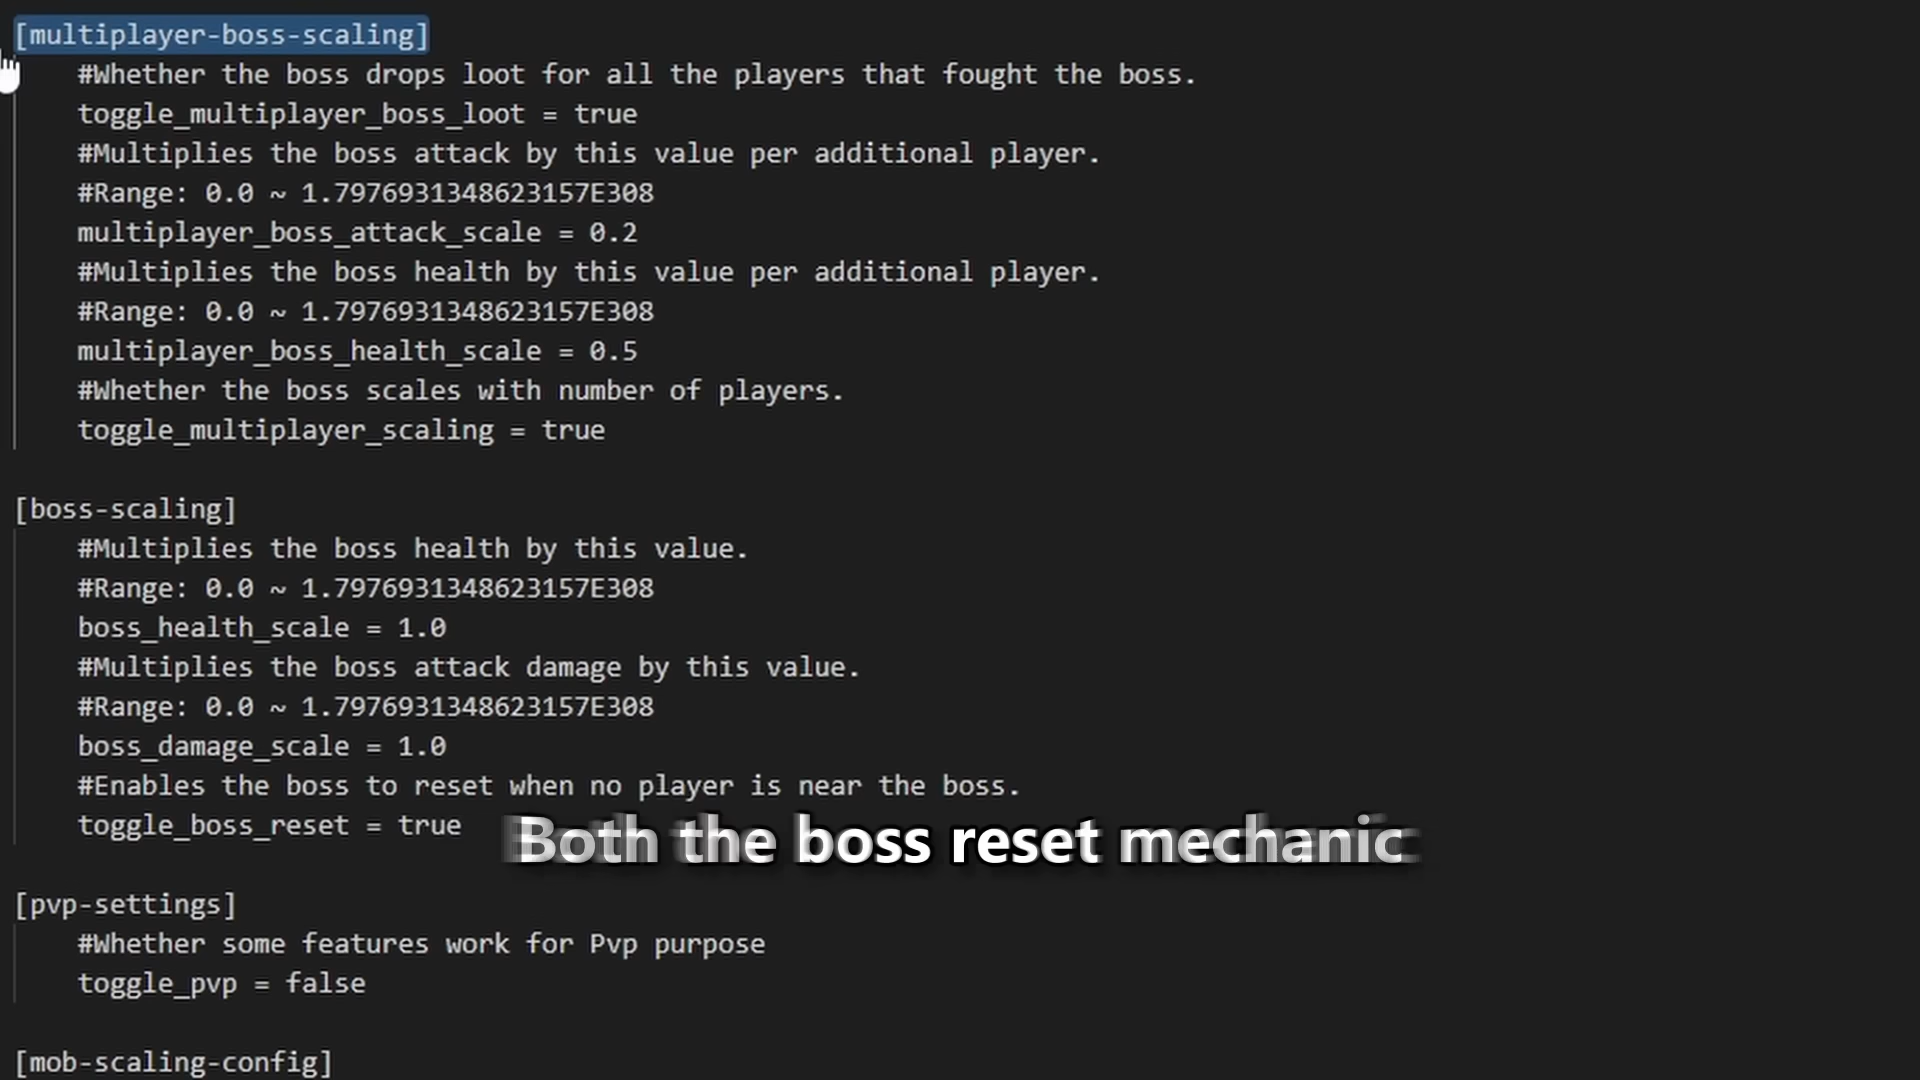 [multiplayer-boss-scaling]
#Whether the boss drops loot for all the players that fought the boss.
toggle_multiplayer_boss_loot = true
#Multiplies the boss attack by this value per additional player.
#Range: 0.0 ~ 1.7976931348623157E308
multiplayer_boss_attack_scale = 0.2
#Multiplies the boss health by this value per additional player.
#Range: 0.0 ~ 1.7976931348623157E308
multiplayer_boss_health_scale = 0.5
#Whether the boss scales with number of players.
toggle_multiplayer_scaling = true
[boss-scaling]
#Multiplies the boss health by this value.
#Range: 0.0 ~ 1.7976931348623157E308
boss_health_scale = 1.0
#Multiplies the boss attack damage by this value.
#Range: 0.0 ~ 1.7976931348623157E308
boss_damage_scale = 1.0
#Enables the boss to reset when no player is near the boss.
toggle_boss_reset = true
Both the boss reset mechanic
[pvp-settings]
#Whether some features work for Pvp purpose
toggle_pvp = false
[mob-scaling-config]